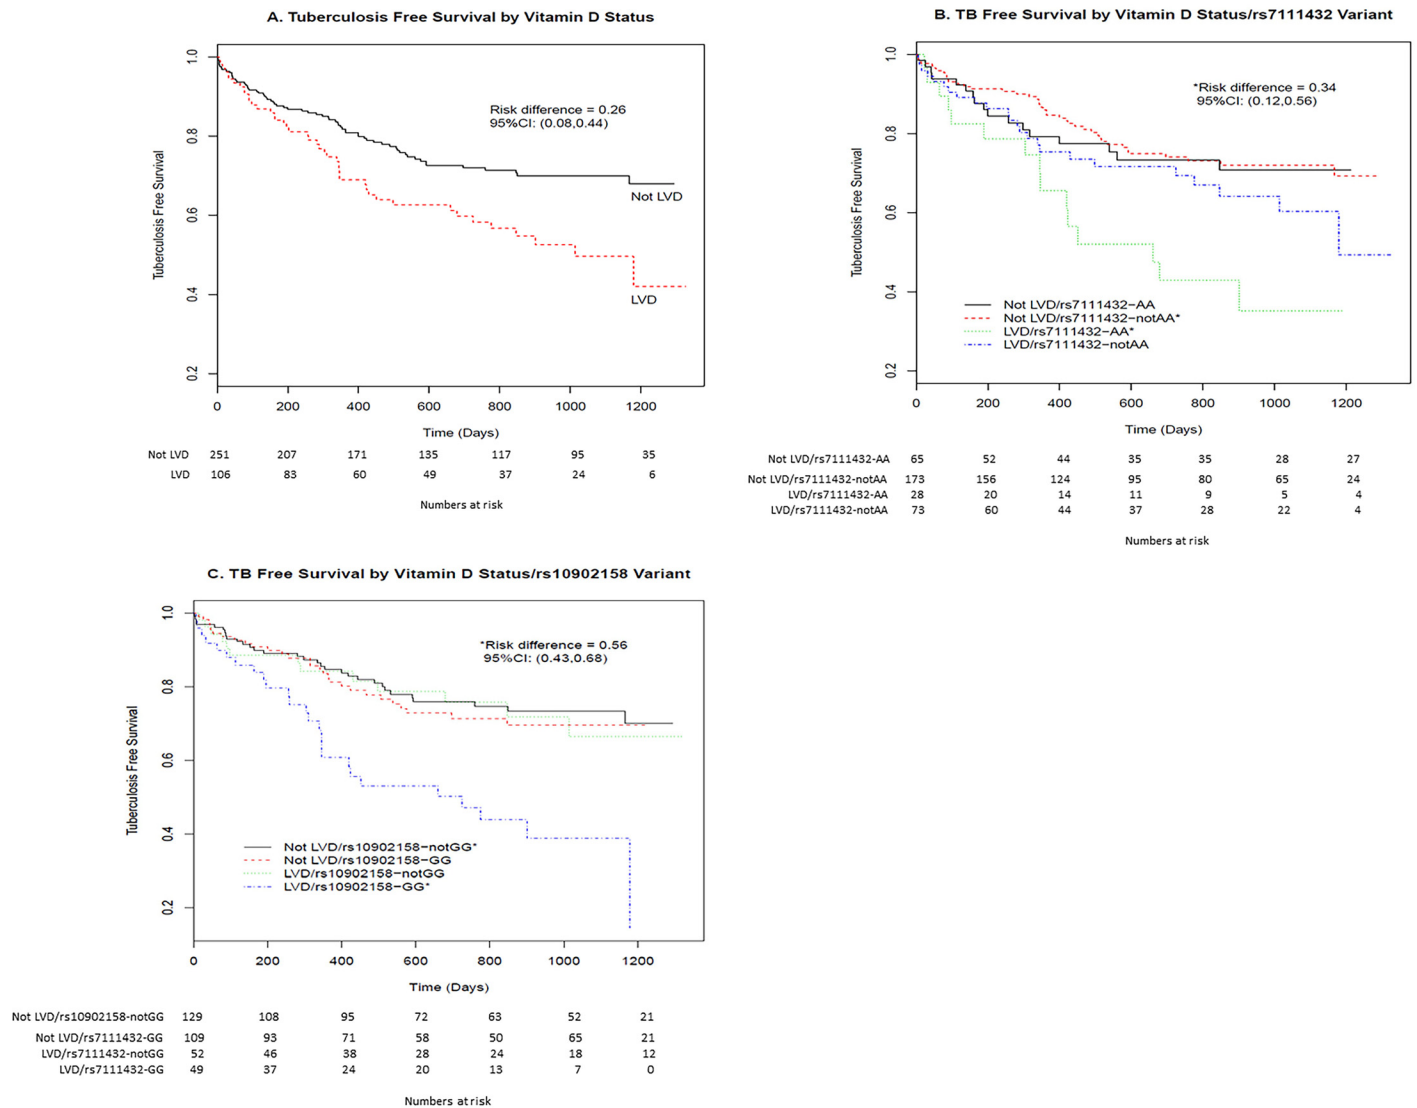 A. Tuberculosis Free Survival by Vitamin D Status
Tuberculosis Free Survival
1.0
0.8
0.6
0.4
0.2
Risk difference = 0.26
95%CI: (0.08,0.44)
Not LVD
LVD
0 200 400 600 800 1000 1200
Time (Days)
Not LVD 251 207 171 135 117 95 35
LVD 106 83 60 49 37 24 6
Numbers at risk
B. TB Free Survival by Vitamin D Status/rs7111432 Variant
Tuberculosis Free Survival
1.0
0.8
0.6
0.4
0.2
*Risk difference = 0.34
95%CI: (0.12,0.56)
Not LVD/rs7111432−AA
Not LVD/rs7111432−notAA*
LVD/rs7111432−AA*
LVD/rs7111432−notAA
0 200 400 600 800 1000 1200
Time (Days)
Not LVD/rs7111432-AA 65 52 44 35 35 28 27
Not LVD/rs7111432-notAA 173 156 124 95 80 65 24
LVD/rs7111432-AA 28 20 14 11 9 5 4
LVD/rs7111432-notAA 73 60 44 37 28 22 4
Numbers at risk
C. TB Free Survival by Vitamin D Status/rs10902158 Variant
Tuberculosis Free Survival
1.0
0.8
0.6
0.4
0.2
*Risk difference = 0.56
95%CI: (0.43,0.68)
Not LVD/rs10902158−notGG*
Not LVD/rs10902158−GG
LVD/rs10902158−notGG
LVD/rs10902158−GG*
0 200 400 600 800 1000 1200
Time (Days)
Not LVD/rs10902158-notGG 129 108 95 72 63 52 21
Not LVD/rs7111432-GG 109 93 71 58 50 65 21
LVD/rs7111432-notGG 52 46 38 28 24 18 12
LVD/rs7111432-GG 49 37 24 20 13 7 0
Numbers at risk